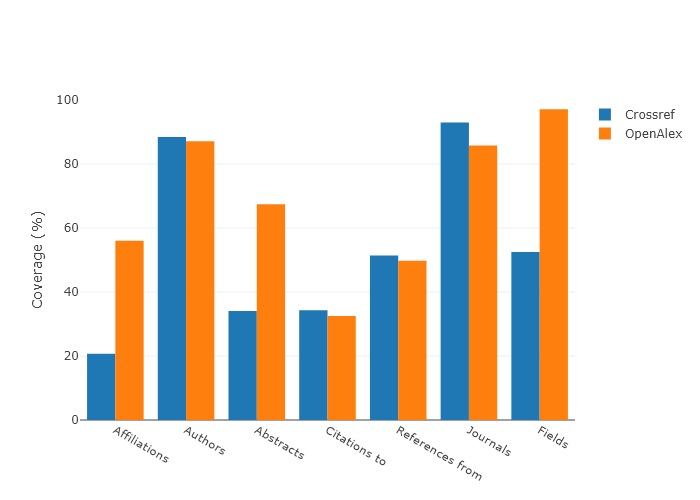 100
80
60
40
20
0
Coverage (%)
Affiliations
Authors
Abstracts
Citations to
References from
Journals
Fields
Crossref
OpenAlex